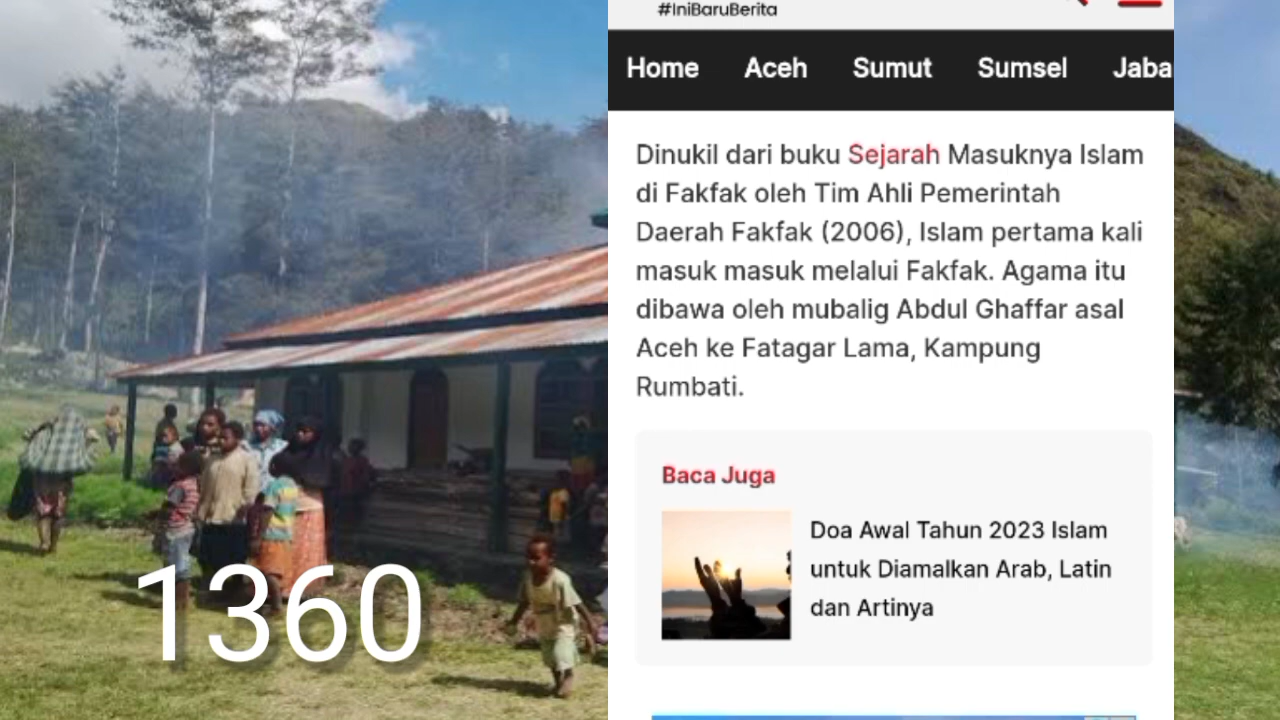 #IniBaruBerita
Home Aceh Sumut Sumsel Jaba
Dinukil dari buku Sejarah Masuknya Islam
di Fakfak oleh Tim Ahli Pemerintah
Daerah Fakfak (2006), Islam pertama kali
masuk masuk melalui Fakfak. Agama itu
dibawa oleh mubalig Abdul Ghaffar asal
Aceh ke Fatagar Lama, Kampung
Rumbati.
Baca Juga
Doa Awal Tahun 2023 Islam
untuk Diamalkan Arab, Latin
dan Artinya
1360